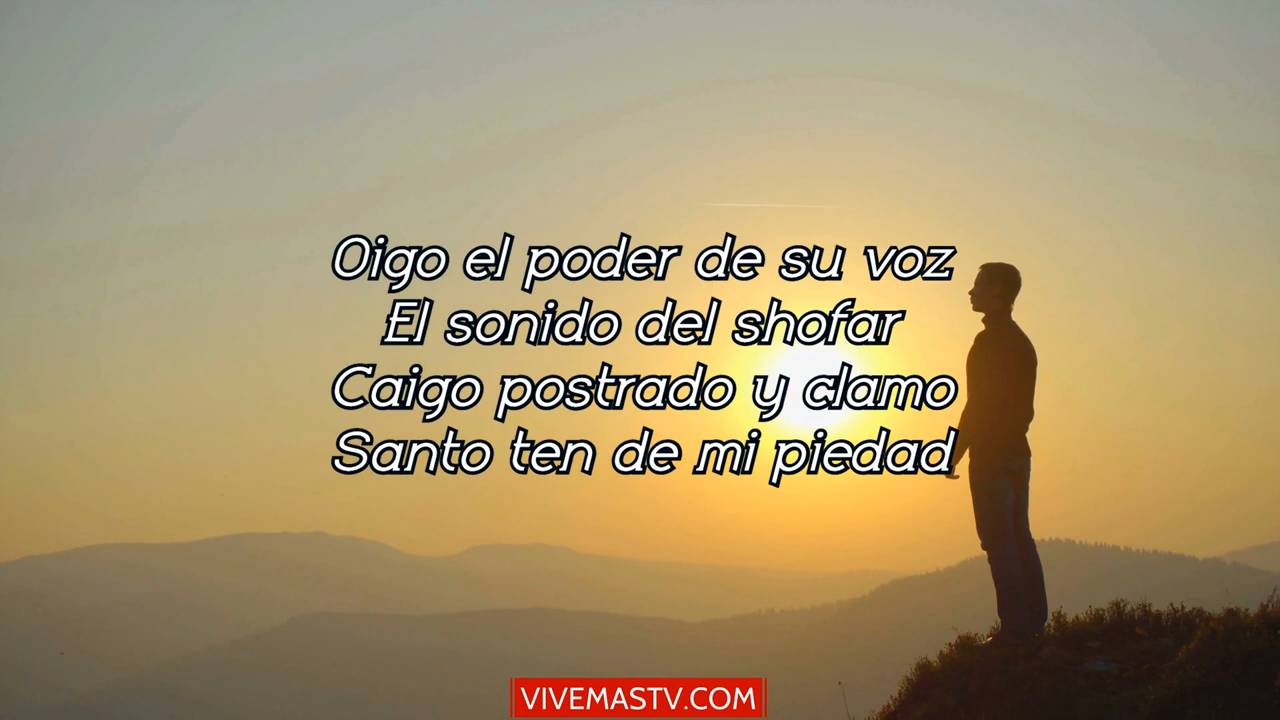 Oigo el poder de su voz
El sonido del shofar
Caigo postrado y clamo
Santo ten de mi piedad
VIVEMASTV.COM